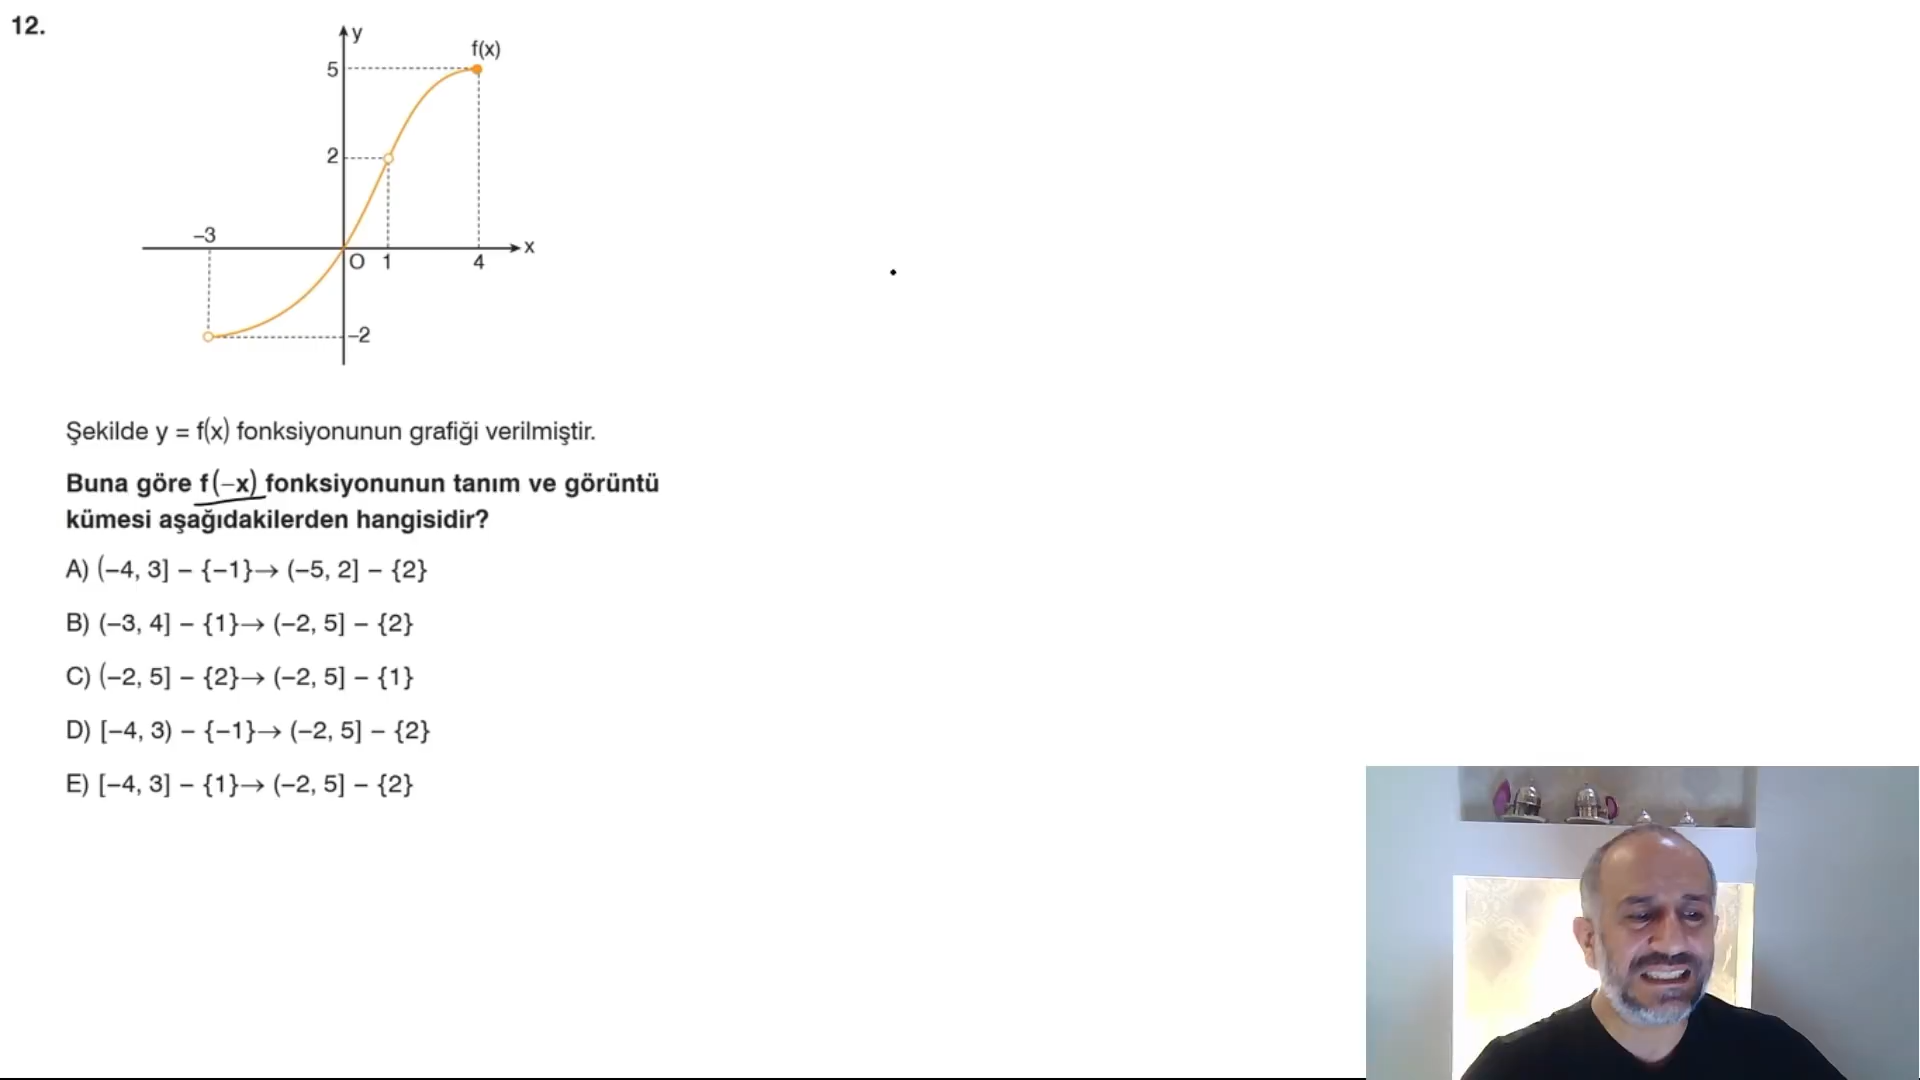 12.
y
f(x)
5
2
–3
x
O 1 4
–2
Şekilde y = f(x) fonksiyonunun grafiği verilmiştir.
Buna göre f(–x) fonksiyonunun tanım ve görüntü
kümesi aşağıdakilerden hangisidir?
A) (–4, 3] – {–1}→ (–5, 2] – {2}
B) (–3, 4] – {1}→ (–2, 5] – {2}
C) (–2, 5] – {2}→ (–2, 5] – {1}
D) [–4, 3) – {–1}→ (–2, 5] – {2}
E) [–4, 3] – {1}→ (–2, 5] – {2}